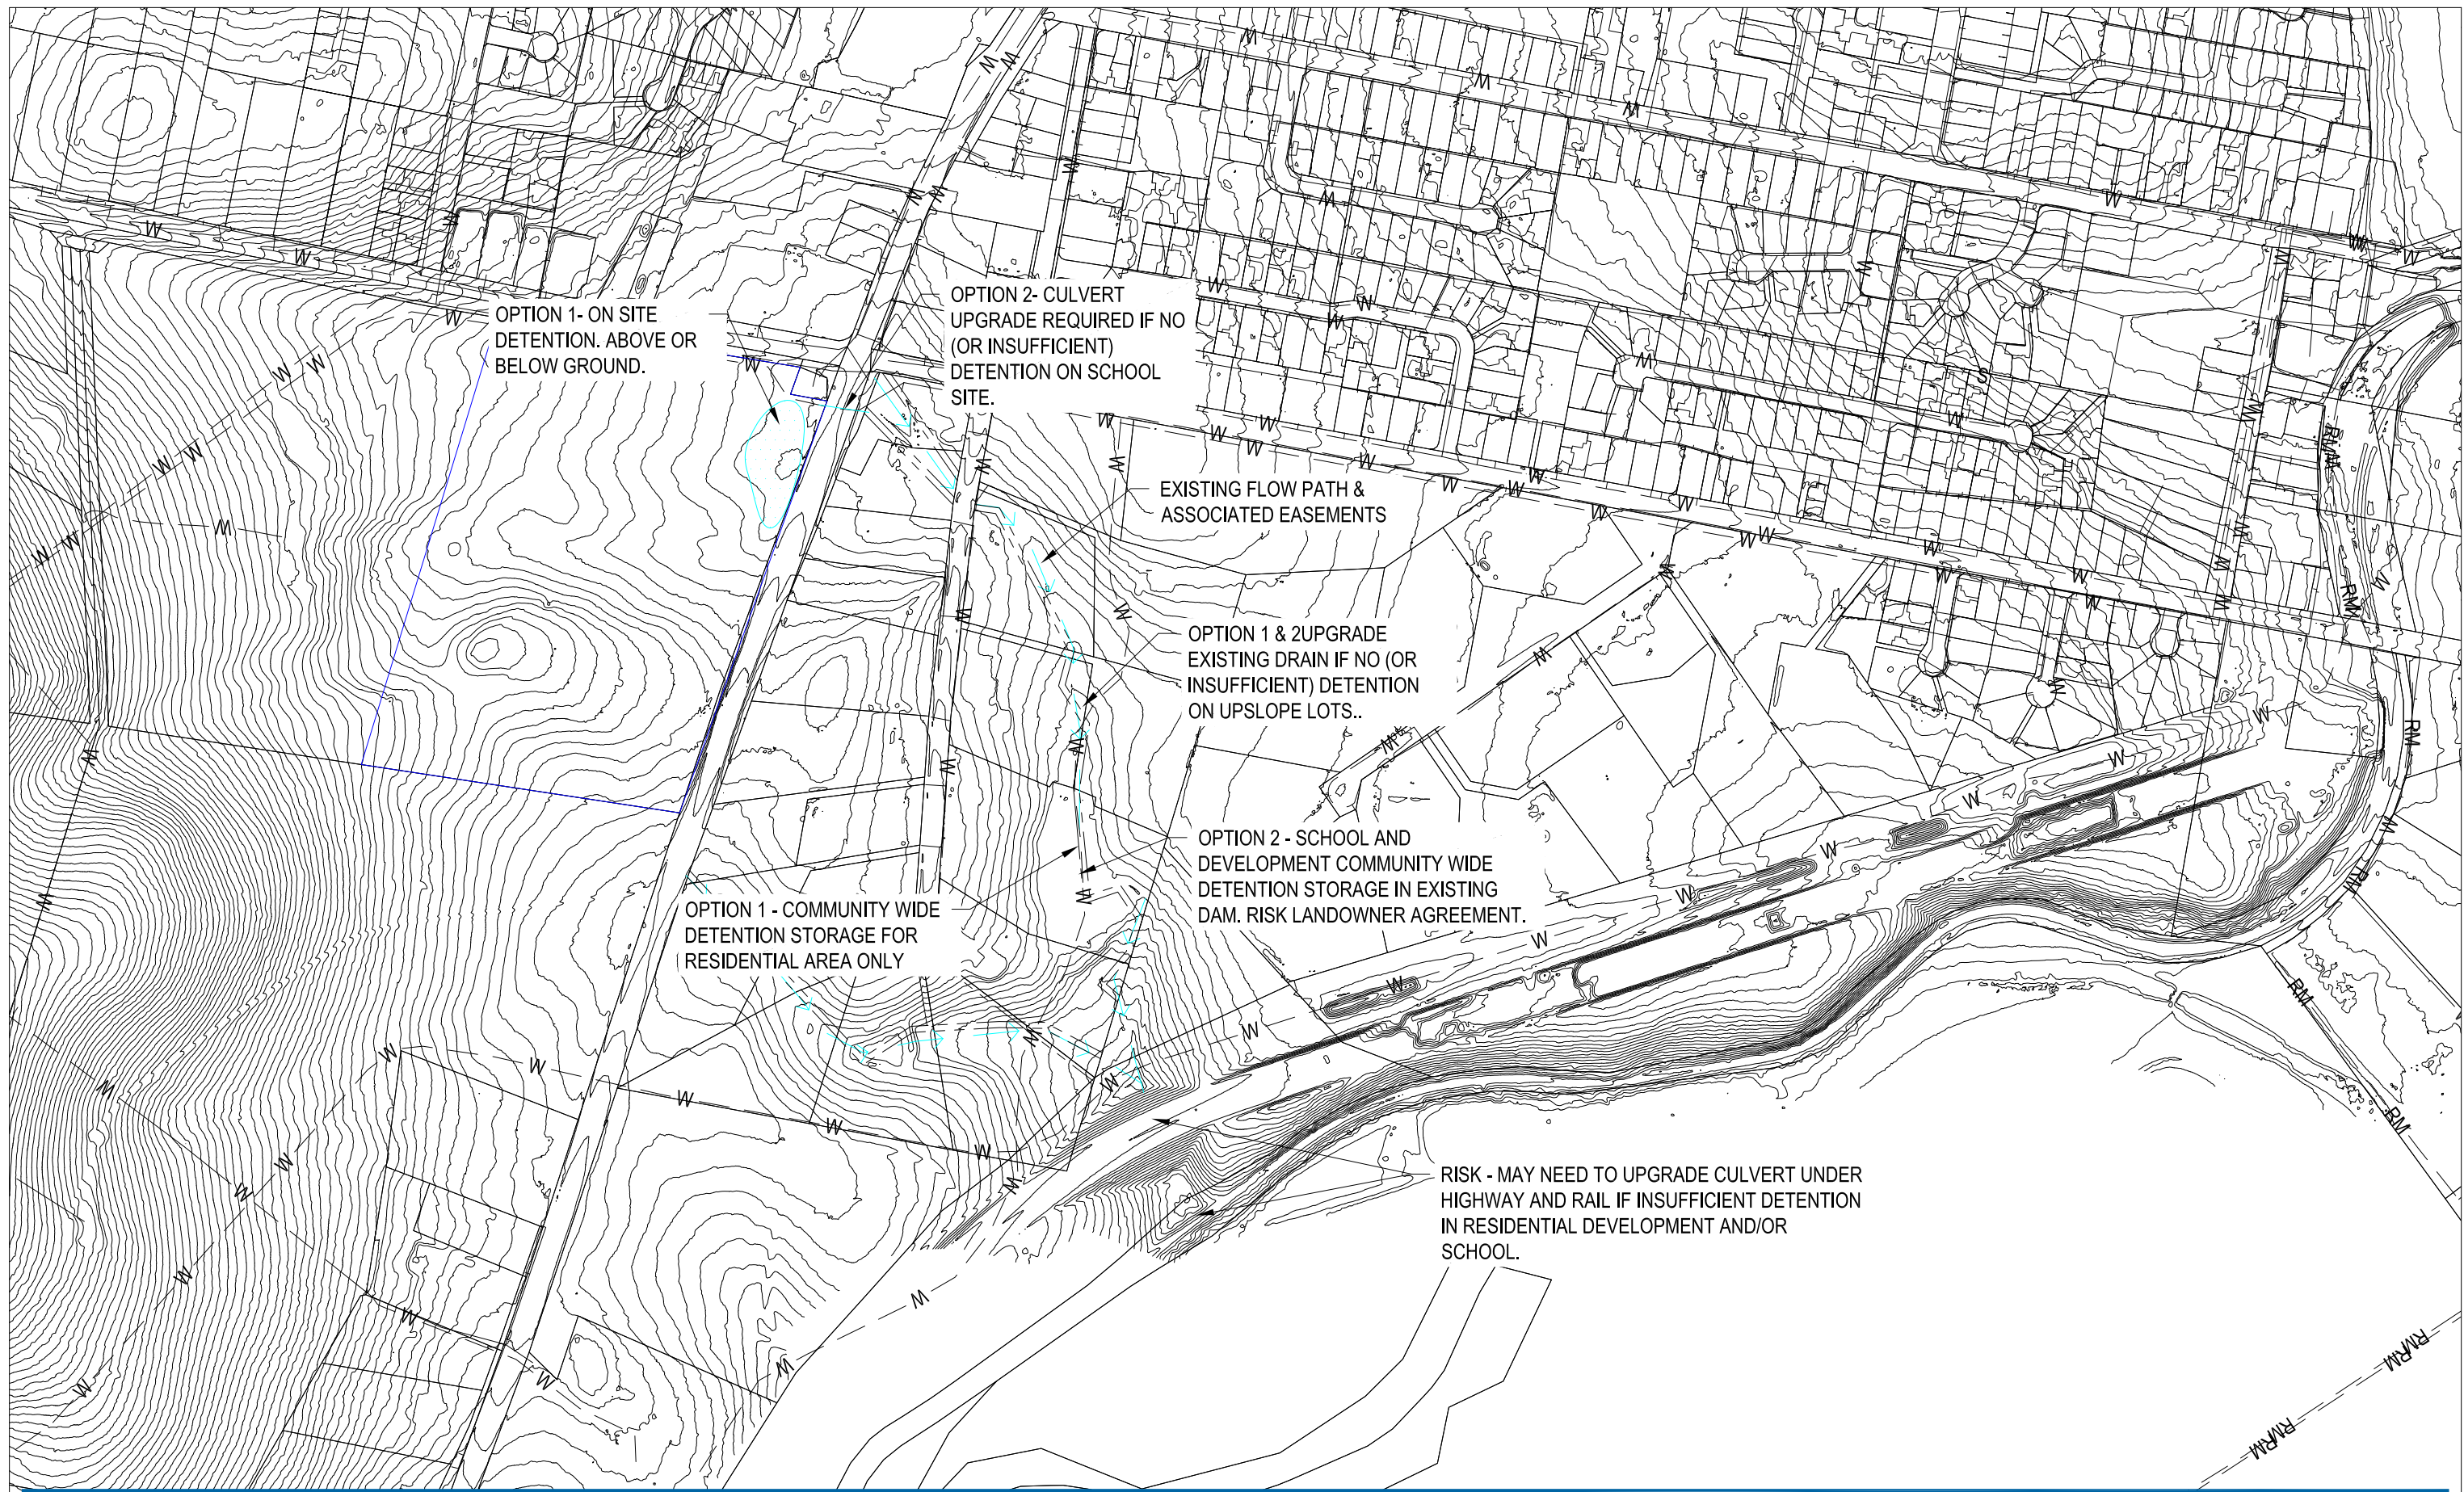 OPTION 1- ON SITE
DETENTION. ABOVE OR
BELOW GROUND.
OPTION 2- CULVERT
UPGRADE REQUIRED IF NO
(OR INSUFFICIENT)
DETENTION ON SCHOOL
SITE.
EXISTING FLOW PATH &
ASSOCIATED EASEMENTS
OPTION 1 & 2UPGRADE
EXISTING DRAIN IF NO (OR
INSUFFICIENT) DETENTION
ON UPSLOPE LOTS..
OPTION 2 - SCHOOL AND
DEVELOPMENT COMMUNITY WIDE
DETENTION STORAGE IN EXISTING
DAM. RISK LANDOWNER AGREEMENT.
OPTION 1 - COMMUNITY WIDE
DETENTION STORAGE FOR
RESIDENTIAL AREA ONLY
RISK - MAY NEED TO UPGRADE CULVERT UNDER
HIGHWAY AND RAIL IF INSUFFICIENT DETENTION
IN RESIDENTIAL DEVELOPMENT AND/OR
SCHOOL.
W
W
W
W
S
RM
RM
RM
RM